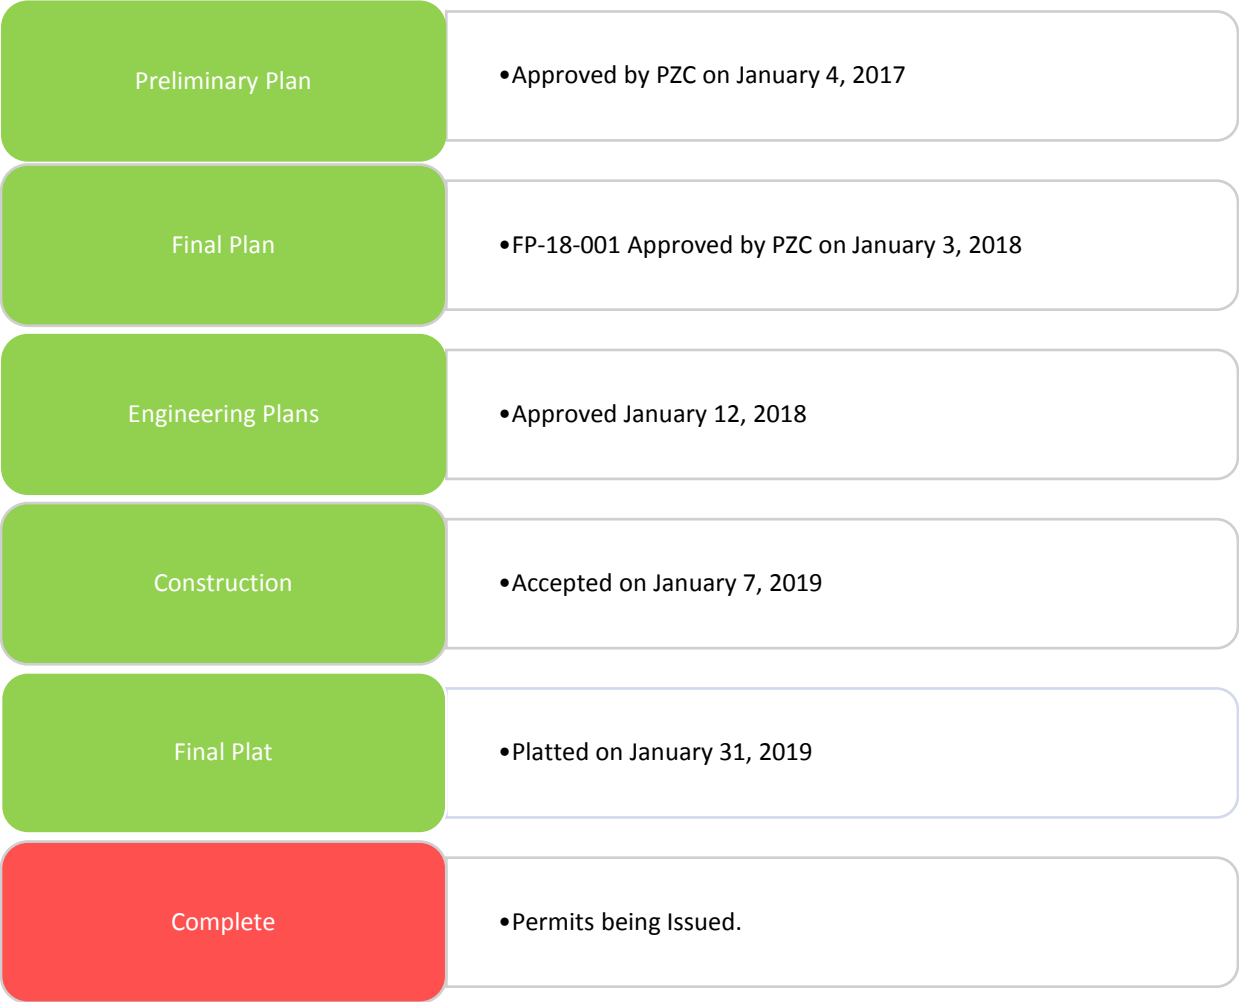 Preliminary Plan
•Approved by PZC on January 4, 2017
Final Plan
•FP-18-001 Approved by PZC on January 3, 2018
Engineering Plans
•Approved January 12, 2018
Construction
•Accepted on January 7, 2019
Final Plat
•Platted on January 31, 2019
Complete
•Permits being Issued.